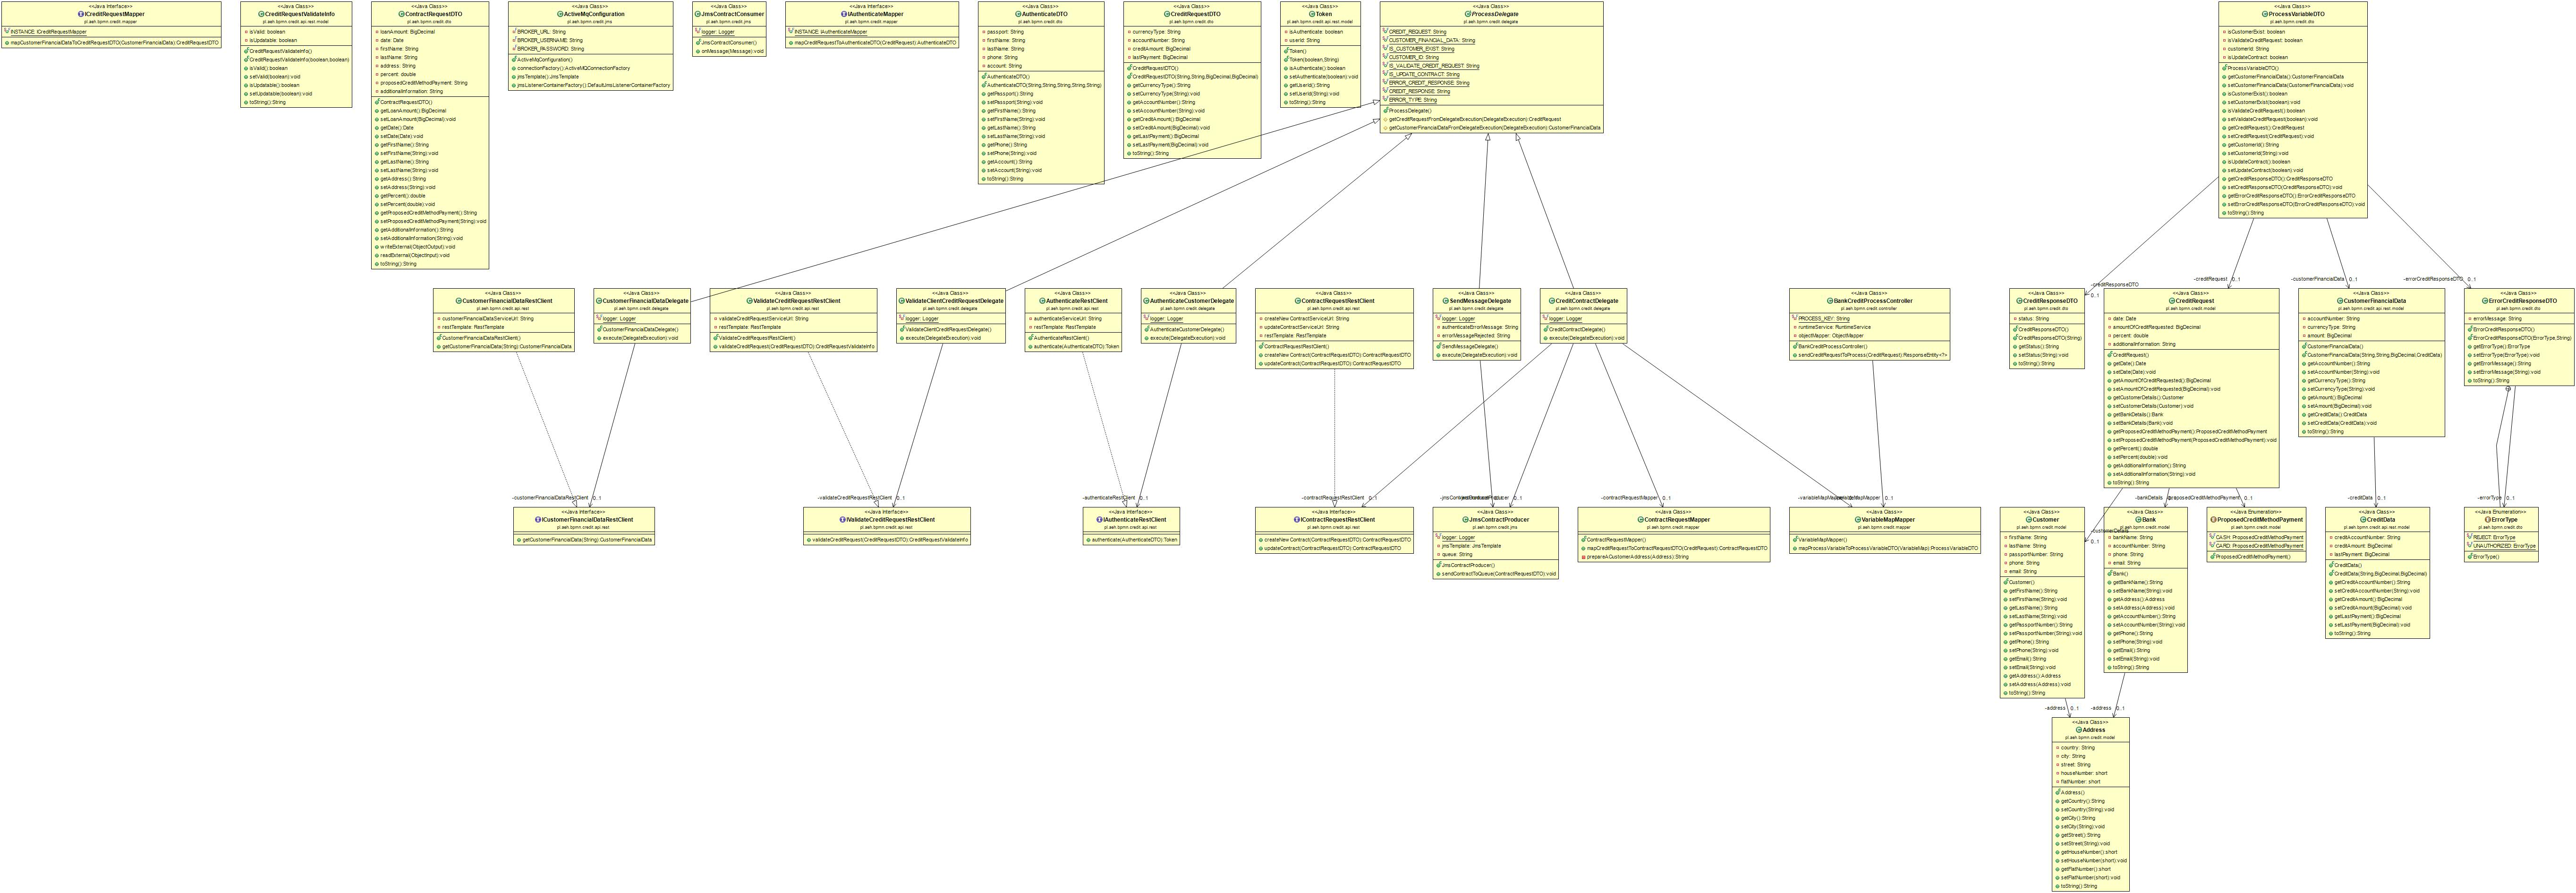 <<Java Interface>>
ICreditRequestMapper
pl.aeh.bpmn.credit.mapper
INSTANCE: ICreditRequestMapper
mapCustomerFinancialDataToCreditRequestDTO(CustomerFinancialData):CreditRequestDTO
<<Java Class>>
CreditRequestValidateInfo
pl.aeh.bpmn.credit.api.rest.model
isValid: boolean
isUpdatable: boolean
CreditRequestValidateInfo()
CreditRequestValidateInfo(boolean,boolean)
isValid():boolean
setValid(boolean):void
isUpdatable():boolean
setUpdatable(boolean):void
toString():String
<<Java Class>>
ContractRequestDTO
pl.aeh.bpmn.credit.dto
loanAmount: BigDecimal
date: Date
firstName: String
lastName: String
address: String
percent: double
proposedCreditMethodPayment: String
additionalInformation: String
ContractRequestDTO()
getLoanAmount():BigDecimal
setLoanAmount(BigDecimal):void
getDate():Date
setDate(Date):void
getFirstName():String
setFirstName(String):void
getLastName():String
setLastName(String):void
getAddress():String
setAddress(String):void
getPercent():double
setPercent(double):void
getProposedCreditMethodPayment():String
setProposedCreditMethodPayment(String):void
getAdditionalInformation():String
setAdditionalInformation(String):void
writeExternal(ObjectOutput):void
readExternal(ObjectInput):void
toString():String
<<Java Class>>
ActiveMqConfiguration
pl.aeh.bpmn.credit.jms
BROKER_URL: String
BROKER_USERNAME: String
BROKER_PASSWORD: String
ActiveMqConfiguration()
connectionFactory():ActiveMQConnectionFactory
jmsTemplate():JmsTemplate
jmsListenerContainerFactory():DefaultJmsListenerContainerFactory
<<Java Class>>
JmsContractConsumer
pl.aeh.bpmn.credit.jms
logger: Logger
JmsContractConsumer()
onMessage(Message):void
<<Java Interface>>
IAuthenticateMapper
pl.aeh.bpmn.credit.mapper
INSTANCE: IAuthenticateMapper
mapCreditRequestToAuthenticateDTO(CreditRequest):AuthenticateDTO
<<Java Class>>
AuthenticateDTO
pl.aeh.bpmn.credit.dto
passport: String
firstName: String
lastName: String
phone: String
account: String
AuthenticateDTO()
AuthenticateDTO(String,String,String,String,String)
getPassport():String
setPassport(String):void
getFirstName():String
setFirstName(String):void
getLastName():String
setLastName(String):void
getPhone():String
setPhone(String):void
getAccount():String
setAccount(String):void
toString():String
<<Java Class>>
CreditRequestDTO
pl.aeh.bpmn.credit.dto
currencyType: String
accountNumber: String
creditAmount: BigDecimal
lastPayment: BigDecimal
CreditRequestDTO()
CreditRequestDTO(String,String,BigDecimal,BigDecimal)
getCurrencyType():String
setCurrencyType(String):void
getAccountNumber():String
setAccountNumber(String):void
getCreditAmount():BigDecimal
setCreditAmount(BigDecimal):void
getLastPayment():BigDecimal
setLastPayment(BigDecimal):void
toString():String
<<Java Class>>
Token
pl.aeh.bpmn.credit.api.rest.model
isAuthenticate: boolean
userId: String
Token()
Token(boolean,String)
isAuthenticate():boolean
setAuthenticate(boolean):void
getUserId():String
setUserId(String):void
toString():String
<<Java Class>>
ProcessDelegate
pl.aeh.bpmn.credit.delegate
CREDIT_REQUEST: String
CUSTOMER_FINANCIAL_DATA: String
IS_CUSTOMER_EXIST: String
CUSTOMER_ID: String
IS_VALIDATE_CREDIT_REQUEST: String
IS_UPDATE_CONTRACT: String
ERROR_CREDIT_RESPONSE: String
CREDIT_RESPONSE: String
ERROR_TYPE: String
ProcessDelegate()
getCreditRequestFromDelegateExecution(DelegateExecution):CreditRequest
getCustomerFinancialDataFromDelegateExecution(DelegateExecution):CustomerFinancialData
<<Java Class>>
ProcessVariableDTO
pl.aeh.bpmn.credit.dto
isCustomerExist: boolean
isValidateCreditRequest: boolean
customerId: String
isUpdateContract: boolean
ProcessVariableDTO()
getCustomerFinancialData():CustomerFinancialData
setCustomerFinancialData(CustomerFinancialData):void
isCustomerExist():boolean
setCustomerExist(boolean):void
isValidateCreditRequest():boolean
setValidateCreditRequest(boolean):void
getCreditRequest():CreditRequest
setCreditRequest(CreditRequest):void
getCustomerId():String
setCustomerId(String):void
isUpdateContract():boolean
setUpdateContract(boolean):void
getCreditResponseDTO():CreditResponseDTO
setCreditResponseDTO(CreditResponseDTO):void
getErrorCreditResponseDTO():ErrorCreditResponseDTO
setErrorCreditResponseDTO(ErrorCreditResponseDTO):void
toString():String
-creditResponseDTO
0..1
-creditRequest 0..1
-customerFinancialData 0..1
-errorCreditResponseDTO 0..1
<<Java Class>>
CustomerFinancialDataRestClient
pl.aeh.bpmn.credit.api.rest
customerFinancialDataServiceUrl: String
restTemplate: RestTemplate
CustomerFinancialDataRestClient()
getCustomerFinancialData(String):CustomerFinancialData
<<Java Class>>
CustomerFinancialDataDelegate
pl.aeh.bpmn.credit.delegate
logger: Logger
CustomerFinancialDataDelegate()
execute(DelegateExecution):void
<<Java Class>>
ValidateCreditRequestRestClient
pl.aeh.bpmn.credit.api.rest
validateCreditRequestServiceUrl: String
restTemplate: RestTemplate
ValidateCreditRequestRestClient()
validateCreditRequest(CreditRequestDTO):CreditRequestValidateInfo
<<Java Class>>
ValidateClientCreditRequestDelegate
pl.aeh.bpmn.credit.delegate
logger: Logger
ValidateClientCreditRequestDelegate()
execute(DelegateExecution):void
<<Java Class>>
AuthenticateRestClient
pl.aeh.bpmn.credit.api.rest
authenticateServiceUrl: String
restTemplate: RestTemplate
AuthenticateRestClient()
authenticate(AuthenticateDTO):Token
<<Java Class>>
AuthenticateCustomerDelegate
pl.aeh.bpmn.credit.delegate
logger: Logger
AuthenticateCustomerDelegate()
execute(DelegateExecution):void
<<Java Class>>
ContractRequestRestClient
pl.aeh.bpmn.credit.api.rest
createNewContractServiceUrl: String
updateContractServiceUrl: String
restTemplate: RestTemplate
ContractRequestRestClient()
createNewContract(ContractRequestDTO):ContractRequestDTO
updateContract(ContractRequestDTO):ContractRequestDTO
<<Java Class>>
SendMessageDelegate
pl.aeh.bpmn.credit.delegate
logger: Logger
authenticateErrorMessage: String
errorMessageRejected: String
SendMessageDelegate()
execute(DelegateExecution):void
<<Java Class>>
CreditContractDelegate
pl.aeh.bpmn.credit.delegate
logger: Logger
CreditContractDelegate()
execute(DelegateExecution):void
<<Java Class>>
BankCreditProcessController
pl.aeh.bpmn.credit.controller
PROCESS_KEY: String
runtimeService: RuntimeService
objectMapper: ObjectMapper
BankCreditProcessController()
sendCreditRequestToProcess(CreditRequest):ResponseEntity<?>
<<Java Class>>
CreditResponseDTO
pl.aeh.bpmn.credit.dto
status: String
CreditResponseDTO()
CreditResponseDTO(String)
getStatus():String
setStatus(String):void
toString():String
<<Java Class>>
CreditRequest
pl.aeh.bpmn.credit.model
date: Date
amountOfCreditRequested: BigDecimal
percent: double
additionalInformation: String
CreditRequest()
getDate():Date
setDate(Date):void
getAmountOfCreditRequested():BigDecimal
setAmountOfCreditRequested(BigDecimal):void
getCustomerDetails():Customer
setCustomerDetails(Customer):void
getBankDetails():Bank
setBankDetails(Bank):void
getProposedCreditMethodPayment():ProposedCreditMethodPayment
setProposedCreditMethodPayment(ProposedCreditMethodPayment):void
getPercent():double
setPercent(double):void
getAdditionalInformation():String
setAdditionalInformation(String):void
toString():String
<<Java Class>>
CustomerFinancialData
pl.aeh.bpmn.credit.api.rest.model
accountNumber: String
currencyType: String
amount: BigDecimal
CustomerFinancialData()
CustomerFinancialData(String,String,BigDecimal,CreditData)
getAccountNumber():String
setAccountNumber(String):void
getCurrencyType():String
setCurrencyType(String):void
getAmount():BigDecimal
setAmount(BigDecimal):void
getCreditData():CreditData
setCreditData(CreditData):void
toString():String
<<Java Class>>
ErrorCreditResponseDTO
pl.aeh.bpmn.credit.dto
errorMessage: String
ErrorCreditResponseDTO()
ErrorCreditResponseDTO(ErrorType,String)
getErrorType():ErrorType
setErrorType(ErrorType):void
getErrorMessage():String
setErrorMessage(String):void
toString():String
-customerFinancialDataRestClient 0..1
-validateCreditRequestRestClient 0..1
-authenticateRestClient 0..1
-contractRequestRestClient 0..1
0..1
-contractRequestMapper 0..1
0..1
-bankDetails 0..1
0..1
-creditData 0..1
-errorType 0..1
<<Java Interface>>
ICustomerFinancialDataRestClient
pl.aeh.bpmn.credit.api.rest
getCustomerFinancialData(String):CustomerFinancialData
<<Java Interface>>
IValidateCreditRequestRestClient
pl.aeh.bpmn.credit.api.rest
validateCreditRequest(CreditRequestDTO):CreditRequestValidateInfo
<<Java Interface>>
IAuthenticateRestClient
pl.aeh.bpmn.credit.api.rest
authenticate(AuthenticateDTO):Token
<<Java Interface>>
IContractRequestRestClient
pl.aeh.bpmn.credit.api.rest
createNewContract(ContractRequestDTO):ContractRequestDTO
updateContract(ContractRequestDTO):ContractRequestDTO
<<Java Class>>
JmsContractProducer
pl.aeh.bpmn.credit.jms
logger: Logger
jmsTemplate: JmsTemplate
queue: String
JmsContractProducer()
sendContractToQueue(ContractRequestDTO):void
<<Java Class>>
ContractRequestMapper
pl.aeh.bpmn.credit.mapper
ContractRequestMapper()
mapCreditRequestToContractRequestDTO(CreditRequest):ContractRequestDTO
prepareCustomerAddress(Address):String
<<Java Class>>
VariableMapMapper
pl.aeh.bpmn.credit.mapper
VariableMapMapper()
mapProcessVariableToProcessVariableDTO(VariableMap):ProcessVariableDTO
<<Java Class>>
Customer
pl.aeh.bpmn.credit.model
firstName: String
lastName: String
passportNumber: String
phone: String
email: String
Customer()
getFirstName():String
setFirstName(String):void
getLastName():String
setLastName(String):void
getPassportNumber():String
setPassportNumber(String):void
getPhone():String
setPhone(String):void
getEmail():String
setEmail(String):void
getAddress():Address
setAddress(Address):void
toString():String
0..1
<<Java Class>>
Bank
pl.aeh.bpmn.credit.model
bankName: String
accountNumber: String
phone: String
email: String
Bank()
getBankName():String
setBankName(String):void
getAddress():Address
setAddress(Address):void
getAccountNumber():String
setAccountNumber(String):void
getPhone():String
setPhone(String):void
getEmail():String
setEmail(String):void
toString():String
<<Java Enumeration>>
ProposedCreditMethodPayment
pl.aeh.bpmn.credit.model
CASH: ProposedCreditMethodPayment
CARD: ProposedCreditMethodPayment
ProposedCreditMethodPayment()
<<Java Class>>
CreditData
pl.aeh.bpmn.credit.api.rest.model
creditAccountNumber: String
creditAmount: BigDecimal
lastPayment: BigDecimal
CreditData()
CreditData(String,BigDecimal,BigDecimal)
getCreditAccountNumber():String
setCreditAccountNumber(String):void
getCreditAmount():BigDecimal
setCreditAmount(BigDecimal):void
getLastPayment():BigDecimal
setLastPayment(BigDecimal):void
toString():String
<<Java Enumeration>>
ErrorType
pl.aeh.bpmn.credit.dto
REJECT: ErrorType
UNAUTHORIZED: ErrorType
ErrorType()
-address 0..1
-address 0..1
<<Java Class>>
Address
pl.aeh.bpmn.credit.model
country: String
city: String
street: String
houseNumber: short
flatNumber: short
Address()
getCountry():String
setCountry(String):void
getCity():String
setCity(String):void
getStreet():String
setStreet(String):void
getHouseNumber():short
setHouseNumber(short):void
getFlatNumber():short
setFlatNumber(short):void
toString():String